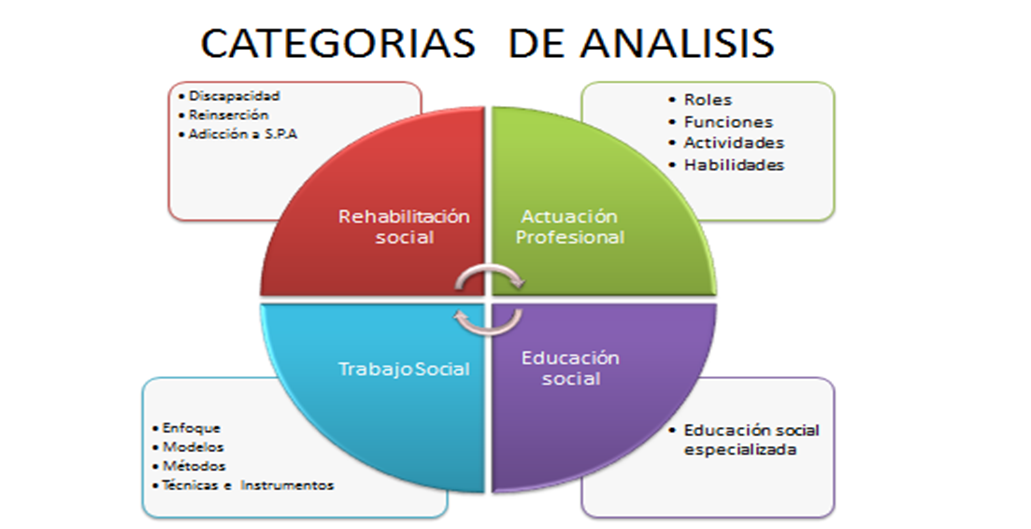 CATEGORIAS DE ANALISIS
• Discapacidad
• Reinserción
• Adicción a S.P.A
• Roles
• Funciones
• Actividades
• Habilidades
Rehabilitación
social
Actuación
Profesional
Trabajo Social
Educación
social
• Enfoque
• Modelos
• Métodos
• Técnicas e Instrumentos
• Educación social
especializada